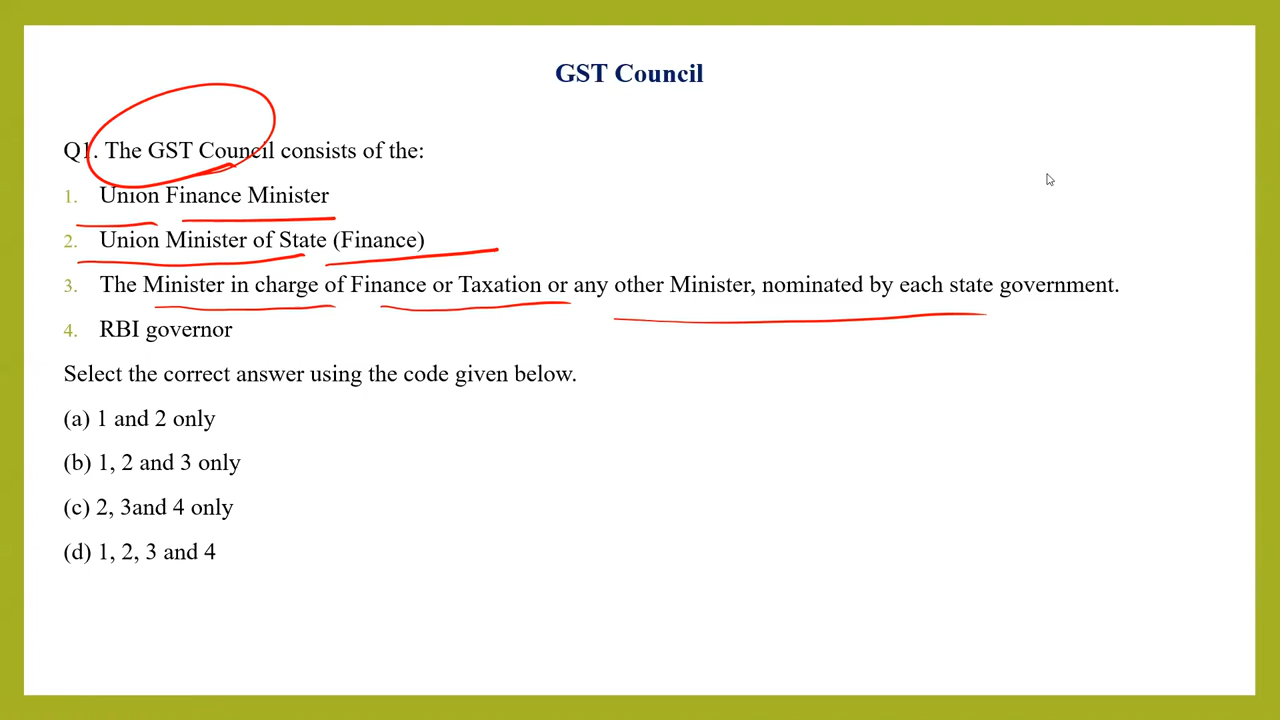 GST Council
Q1. The GST Council consists of the:
1. Union Finance Minister
2. Union Minister of State (Finance)
3. The Minister in charge of Finance or Taxation or any other Minister, nominated by each state government.
4. RBI governor
Select the correct answer using the code given below.
(a) 1 and 2 only
(b) 1, 2 and 3 only
(c) 2, 3and 4 only
(d) 1, 2, 3 and 4